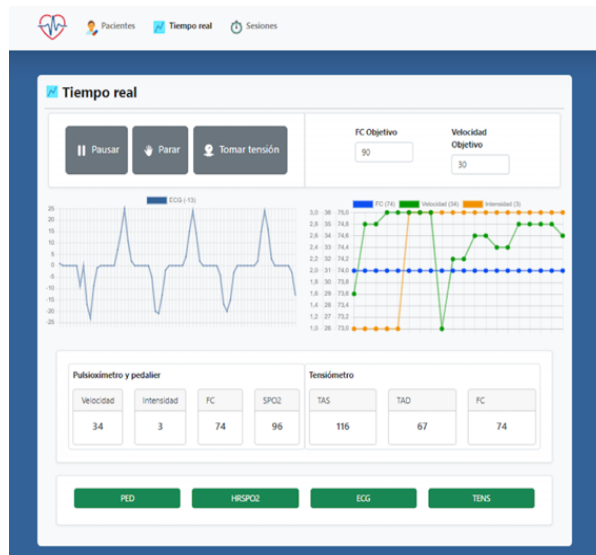 Pacientes Tiempo real Sesiones
Tiempo real
Pausar Parar Tomar tensión
FC Objetivo
90
Velocidad
Objetivo
30
ECG (-13)
25
20
15
10
5
0
-5
-10
-15
-20
-25
FC (74) Velocidad (34) Intensidad (3)
3,0 36 75,0
2,8 35 74,8
2,6 34 74,6
2,4 33 74,4
2,2 32 74,2
2,0 31 74,0
1,8 30 73,8
1,6 29 73,6
1,4 28 73,4
1,2 27 73,2
1,0 26 73,0
Pulsioxímetro y pedalier Tensiómetro
Velocidad Intensidad FC SPO2 TAS TAD FC
34 3 74 96 116 67 74
PED HRSPO2 ECG TENS